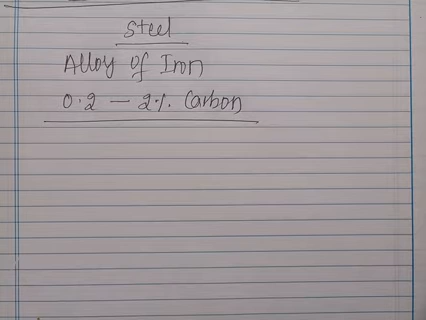 Steel
Alloy of Iron
0.2 — 2%. Carbon